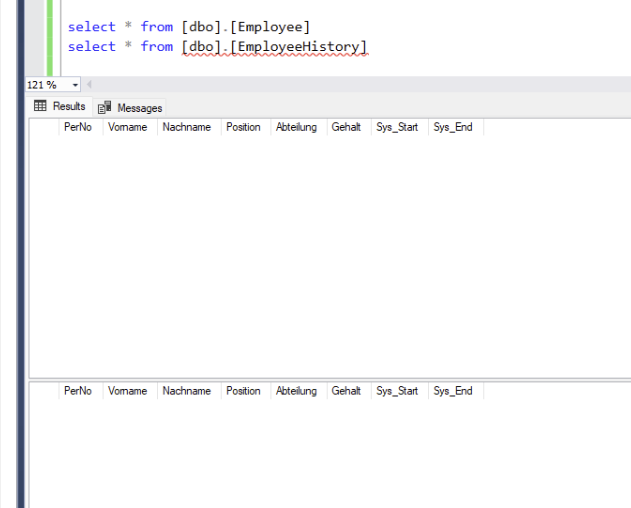 select * from [dbo].[Employee]
select * from [dbo].[EmployeeHistory]
121 %
Results Messages
PerNo Vorname Nachname Position Abteilung Gehalt Sys_Start Sys_End
PerNo Vorname Nachname Position Abteilung Gehalt Sys_Start Sys_End